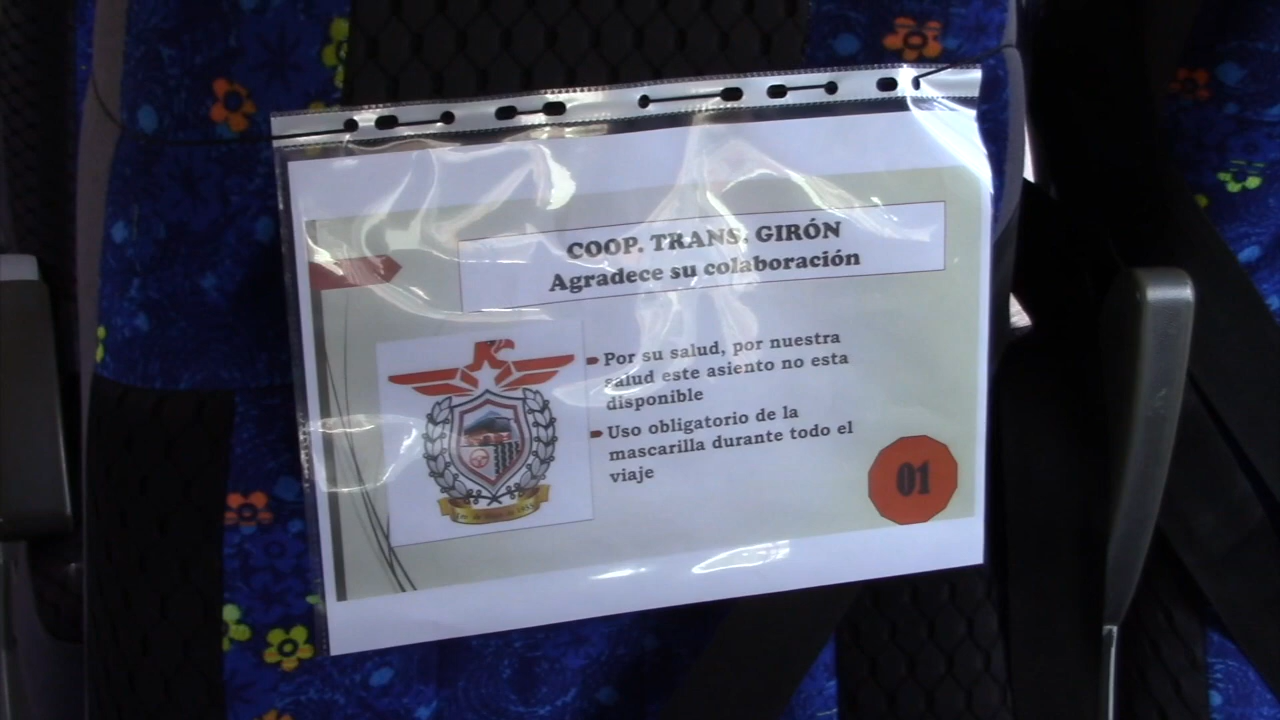 COOP. TRANS. GIRÓN
Agradece su colaboración
Por su salud, por nuestra
salud este asiento no esta
disponible
Uso obligatorio de la
mascarilla durante todo el
viaje
01